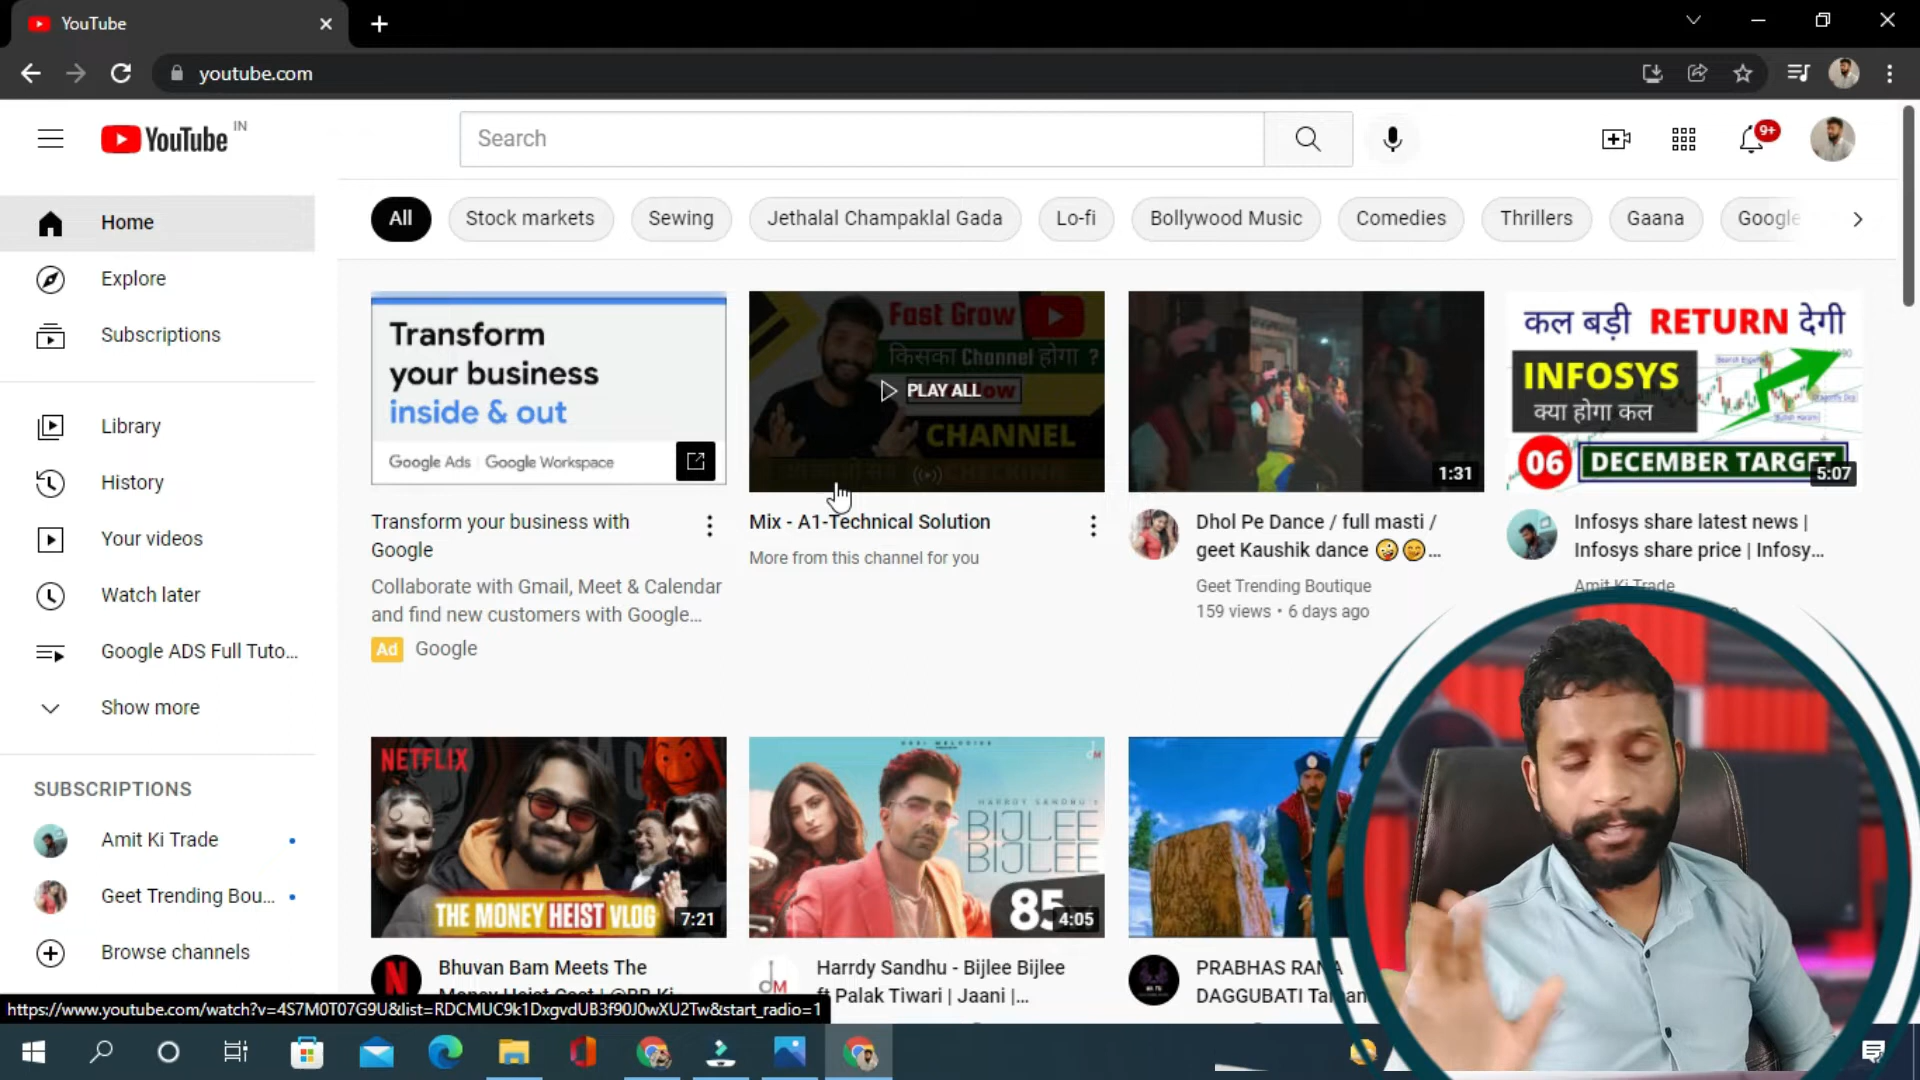 YouTube
youtube.com
YouTube IN
Search
9+
Home
Explore
Subscriptions
Library
History
Your videos
Watch later
Google ADS Full Tuto...
Show more
SUBSCRIPTIONS
Amit Ki Trade
Geet Trending Bou...
Browse channels
All
Stock markets
Sewing
Jethalal Champaklal Gada
Lo-fi
Bollywood Music
Comedies
Thrillers
Gaana
Google
Transform
your business
inside & out
Google Ads | Google Workspace
Transform your business with
Google
Collaborate with Gmail, Meet & Calendar
and find new customers with Google...
Ad Google
Fast Grow
किसका Channel होगा ?
PLAY ALL
CHANNEL
Mix - A1-Technical Solution
More from this channel for you
1:31
Dhol Pe Dance / full masti /
geet Kaushik dance 🤪😊...
Geet Trending Boutique
159 views • 6 days ago
कल बड़ी RETURN देगी
INFOSYS
क्या होगा कल
06 DECEMBER TARGET
5:07
Infosys share latest news |
Infosys share price | Infosy...
Amit Ki Trade
NETFLIX
THE MONEY HEIST VLOG
7:21
Bhuvan Bam Meets The
HARRDY SANDHU'S
BIJLEE
BIJLEE
85
4:05
Harrdy Sandhu - Bijlee Bijlee
ft Palak Tiwari | Jaani |...
PRABHAS RANA
DAGGUBATI
https://www.youtube.com/watch?v=4S7M0T07G9U&list=RDCMUC9k1DxgvdUB3f90J0wXU2Tw&start_radio=1